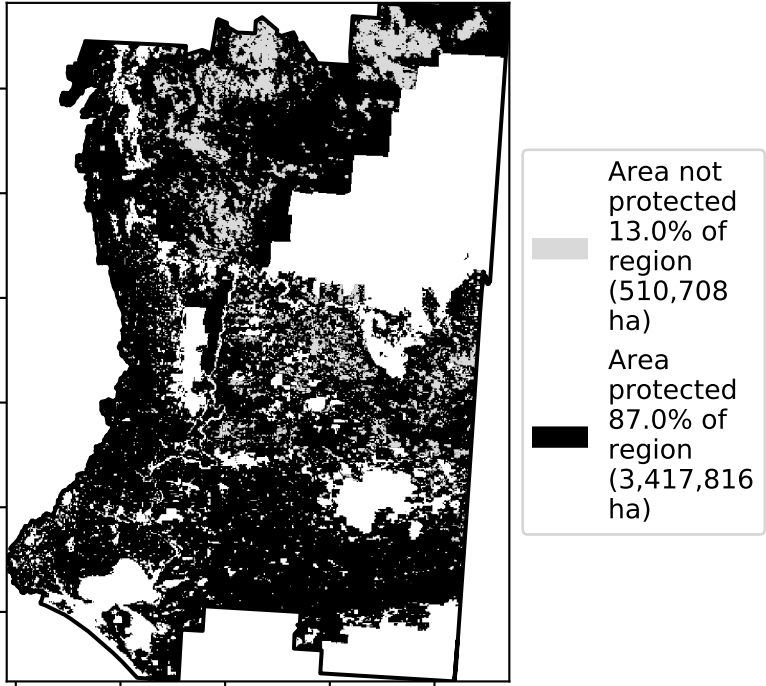 Area not
protected
13.0% of
region
(510,708
ha)
Area
protected
87.0% of
region
(3,417,816
ha)